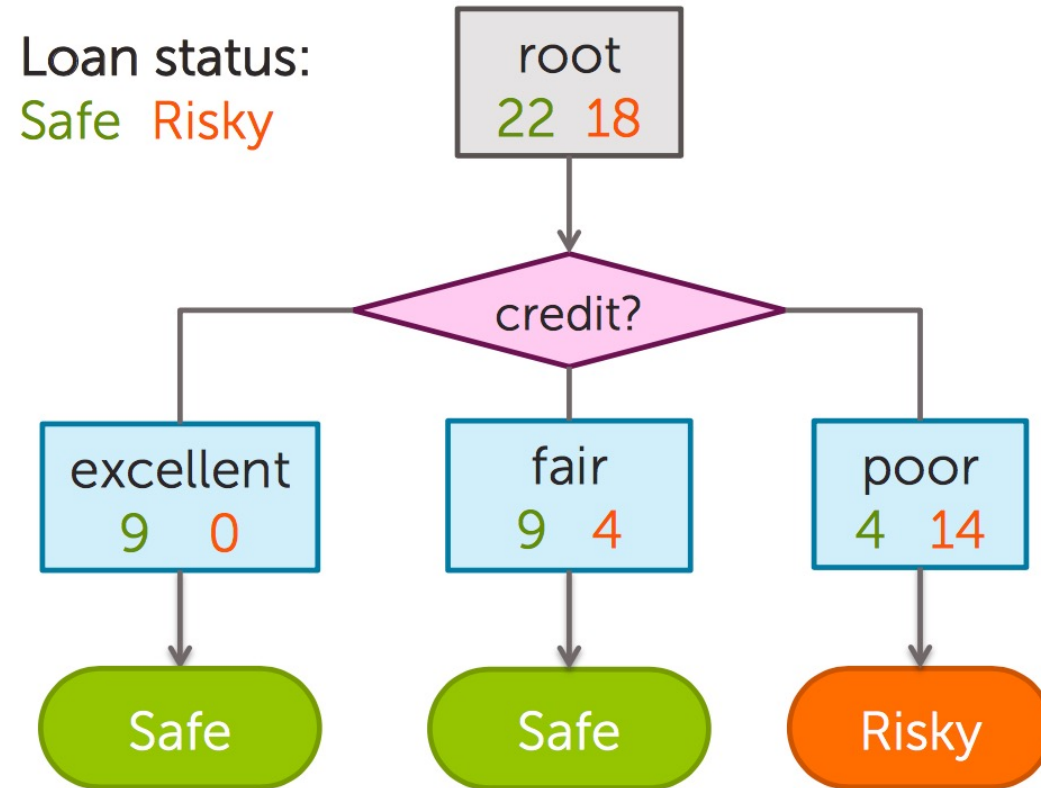 Loan status:
Safe Risky
root
22 18
credit?
excellent
9 0
fair
9 4
poor
4 14
Safe
Safe
Risky